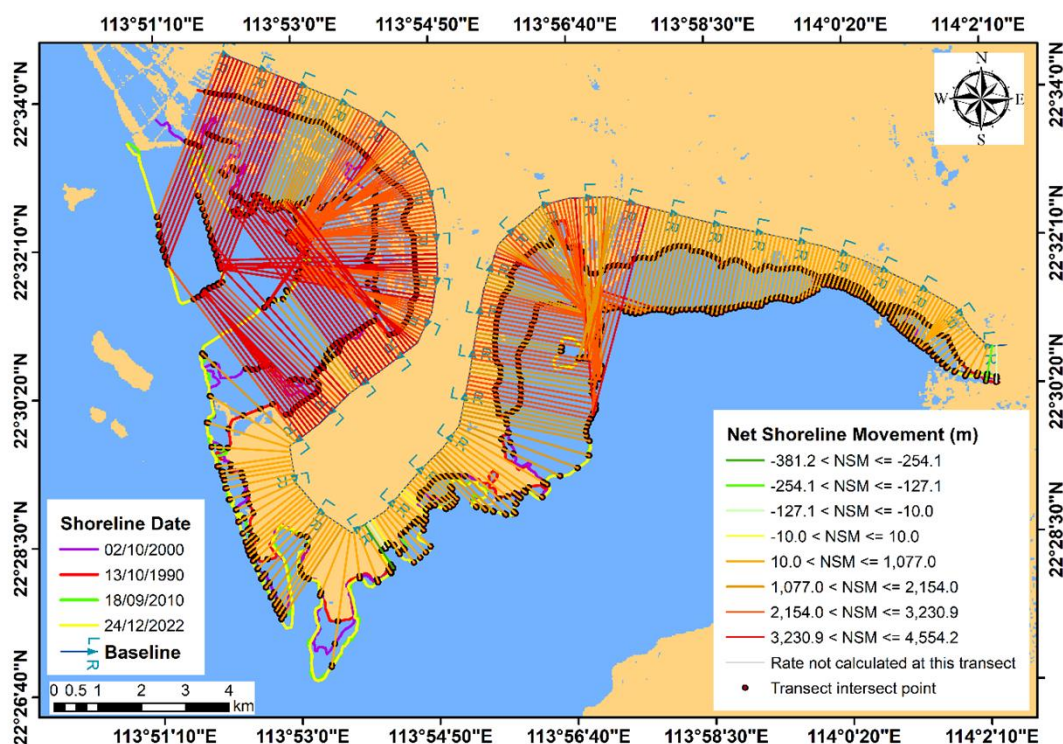 113°51'10"E 113°53'0"E 113°54'50"E 113°56'40"E 113°58'30"E 114°0'20"E 114°2'10"E
22°34'0"N
22°32'10"N
22°30'20"N
22°28'30"N
22°26'40"N
N
W E
S
22°34'0"N
22°32'10"N
22°30'20"N
22°28'30"N
22°26'40"N
Shoreline Date
02/10/2000
13/10/1990
18/09/2010
24/12/2022
L
Baseline
R
0 0.5 1 2 3 4
km
Net Shoreline Movement (m)
-381.2 < NSM <= -254.1
-254.1 < NSM <= -127.1
-127.1 < NSM <= -10.0
-10.0 < NSM <= 10.0
10.0 < NSM <= 1,077.0
1,077.0 < NSM <= 2,154.0
2,154.0 < NSM <= 3,230.9
3,230.9 < NSM <= 4,554.2
Rate not calculated at this transect
Transect intersect point
113°51'10"E 113°53'0"E 113°54'50"E 113°56'40"E 113°58'30"E 114°0'20"E 114°2'10"E